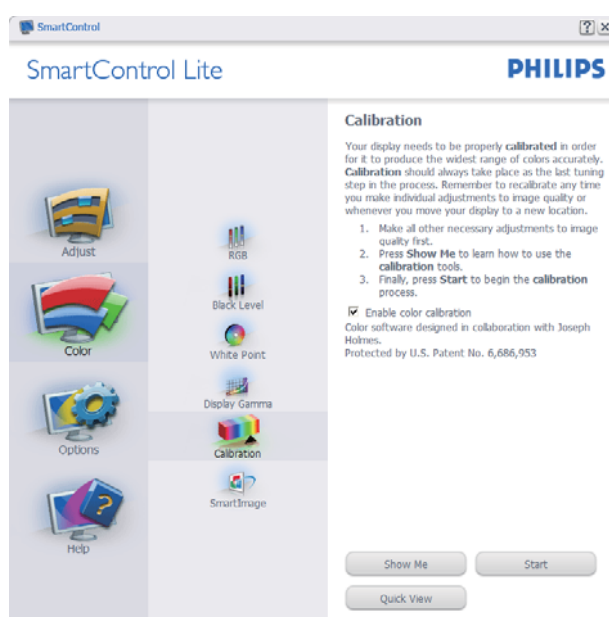 SmartControl
SmartControl Lite
PHILIPS
Adjust
Color
Options
Help
RGB
Black Level
White Point
Display Gamma
Calibration
SmartImage
Calibration
Your display needs to be properly calibrated in order
for it to produce the widest range of colors accurately.
Calibration should always take place as the last tuning
step in the process. Remember to recalibrate any time
you make individual adjustments to image quality or
whenever you move your display to a new location.
1. Make all other necessary adjustments to image
quality first.
2. Press Show Me to learn how to use the
calibration tools.
3. Finally, press Start to begin the calibration
process.
Enable color calibration
Color software designed in collaboration with Joseph
Holmes.
Protected by U.S. Patent No. 6,686,953
Show Me
Start
Quick View